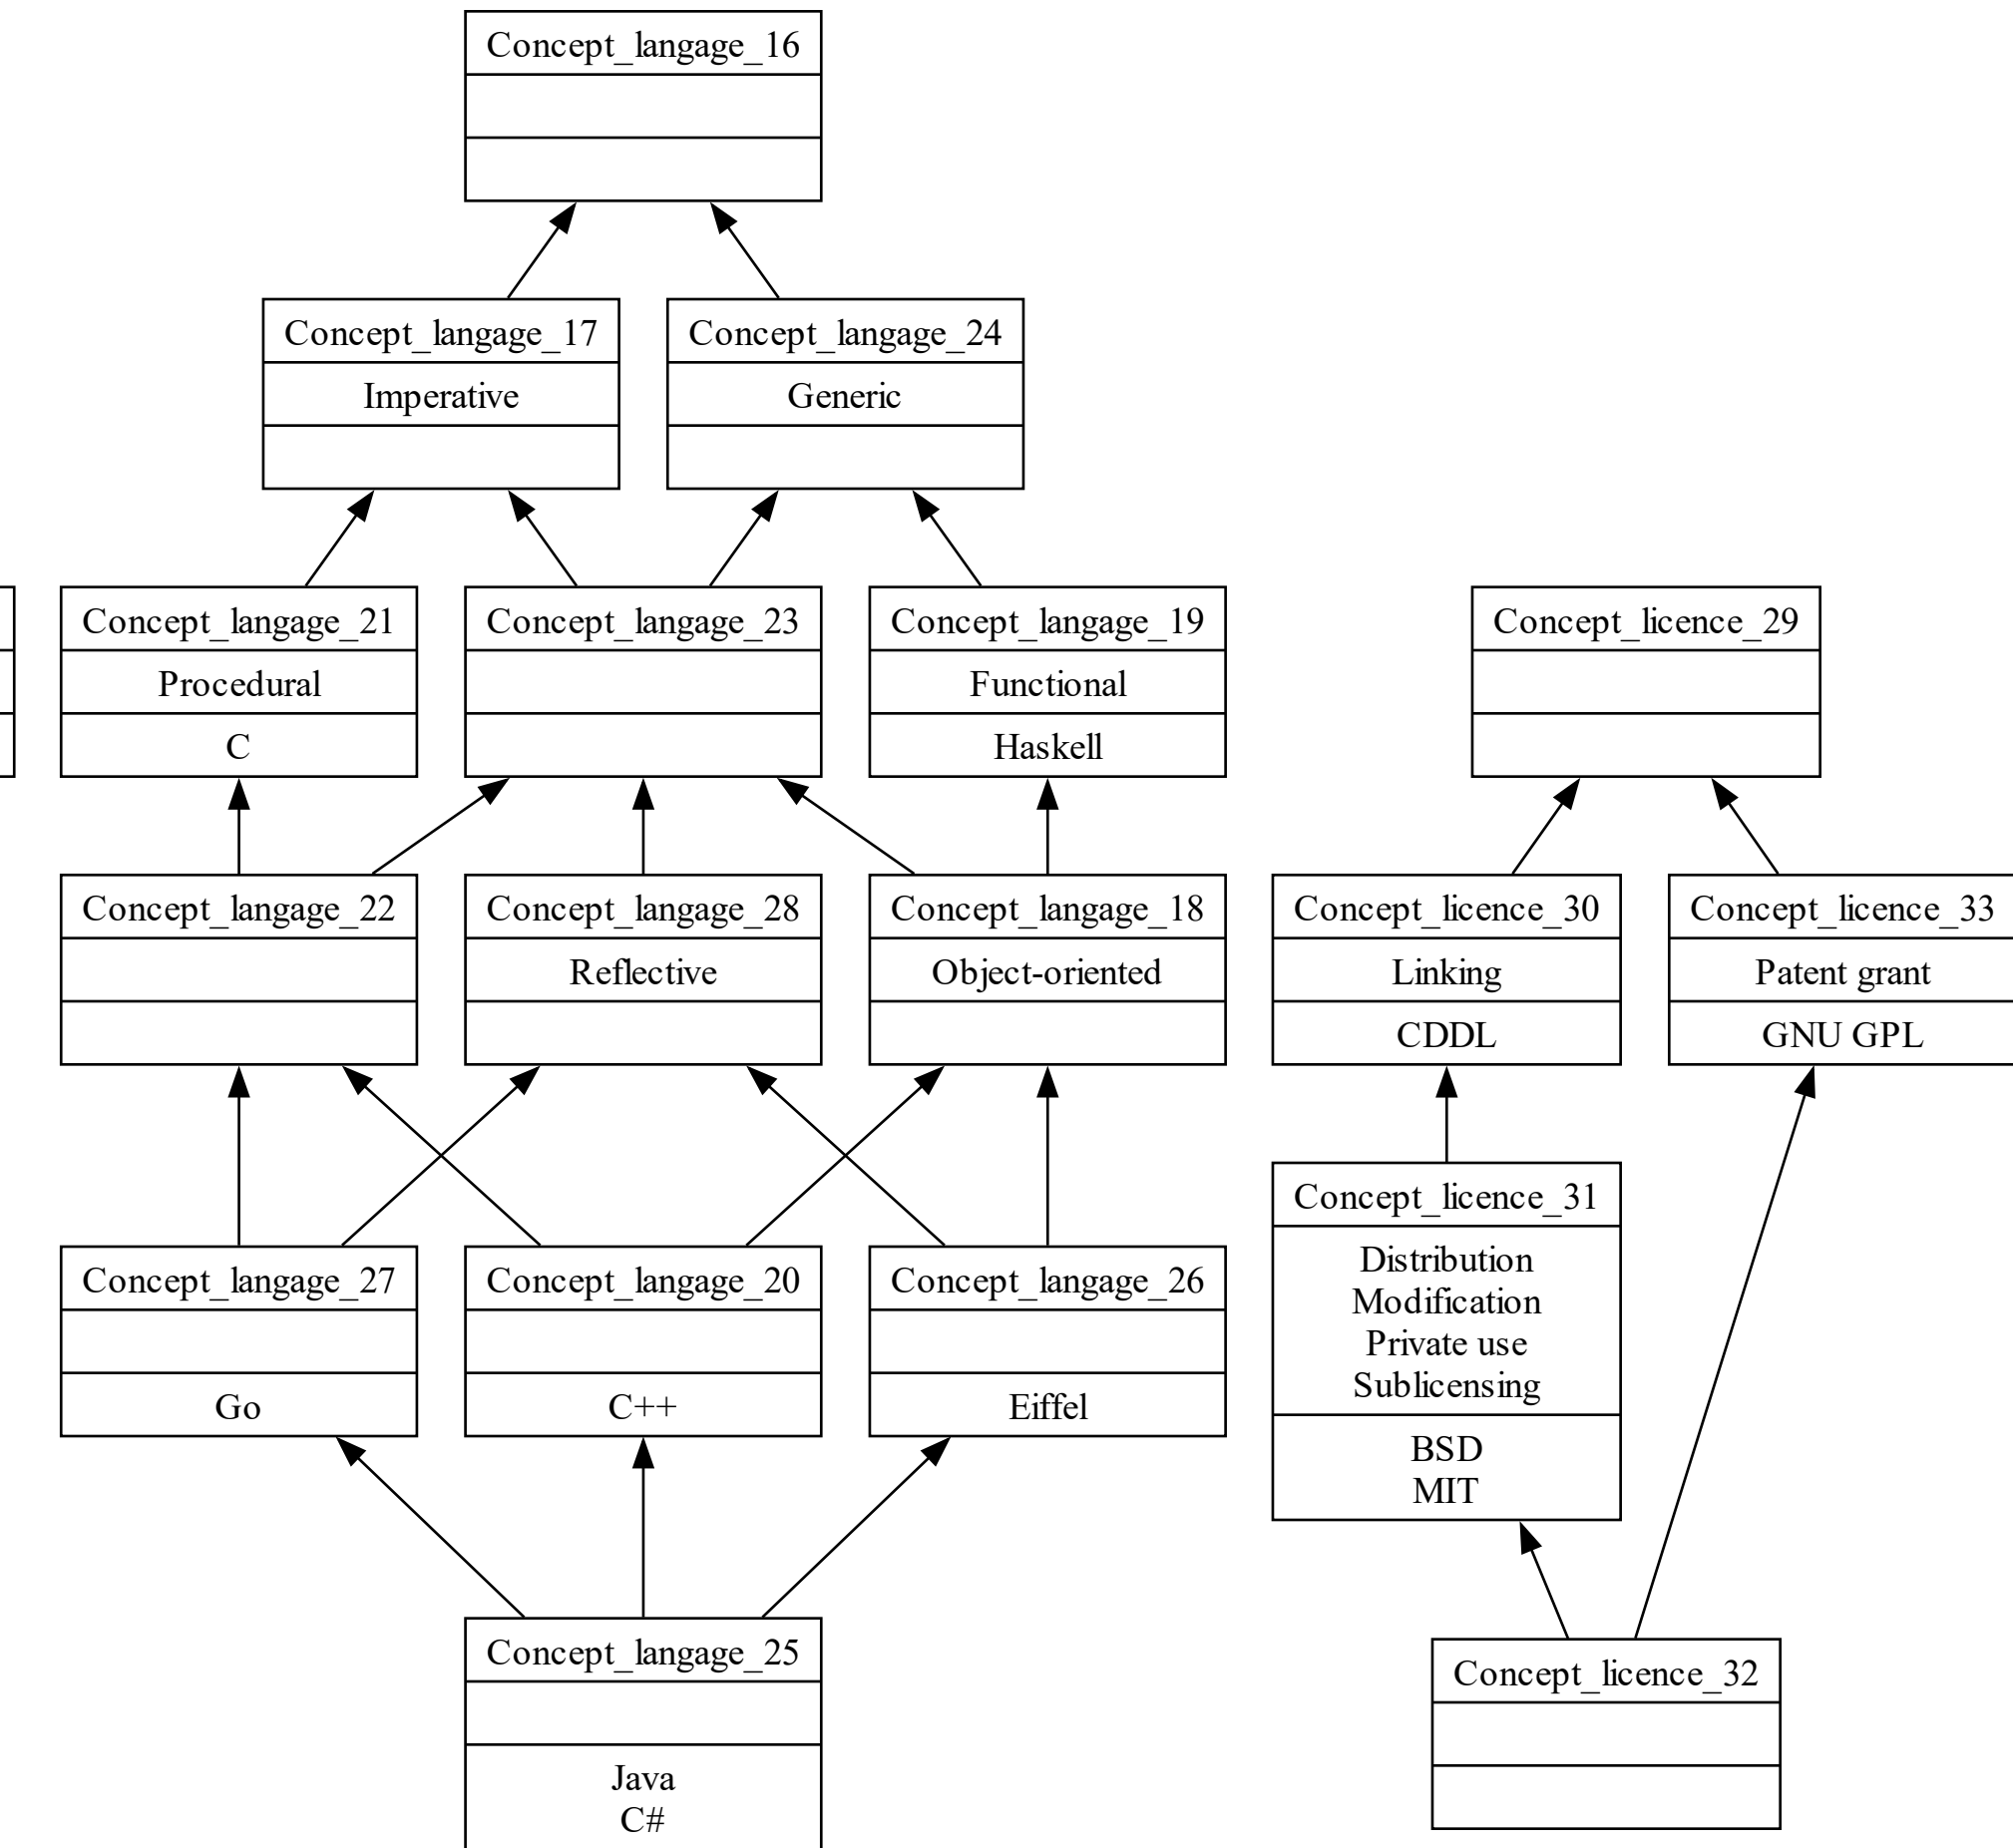 Concept_langage_16
Concept_langage_17
Imperative
Concept_langage_24
Generic
Concept_langage_21
Procedural
C
Concept_langage_23
Concept_langage_19
Functional
Haskell
Concept_licence_29
Concept_langage_22
Concept_langage_28
Reflective
Concept_langage_18
Object-oriented
Concept_licence_30
Linking
CDDL
Concept_licence_33
Patent grant
GNU GPL
Concept_licence_31
Distribution
Modification
Private use
Sublicensing
BSD
MIT
Concept_langage_27
Go
Concept_langage_20
C++
Concept_langage_26
Eiffel
Concept_langage_25
Java
C#
Concept_licence_32